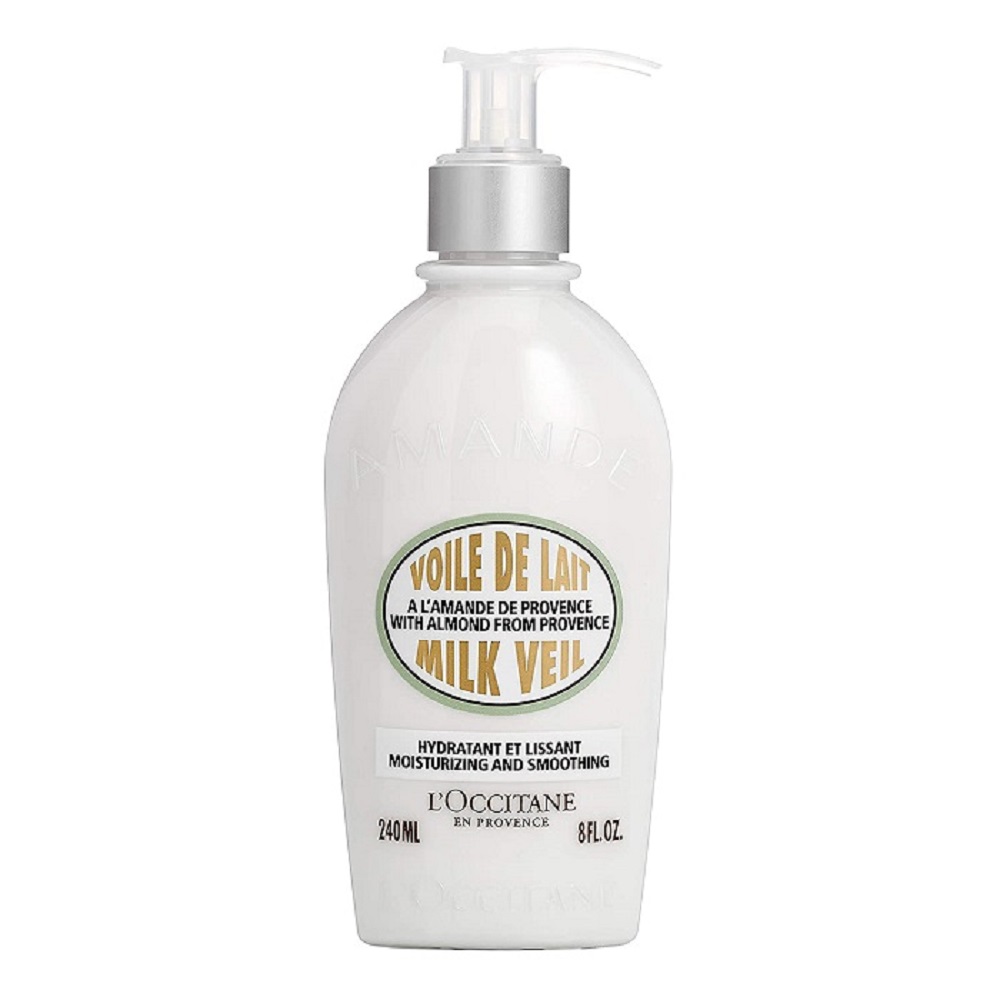 AMANDE
VOILE DE LAIT
A L'AMANDE DE PROVENCE
WITH ALMOND FROM PROVENCE
MILK VEIL
HYDRATANT ET LISSANT
MOISTURIZING AND SMOOTHING
L'OCCITANE
EN PROVENCE
240 ML 8 FL. OZ.
L'OCCITANE